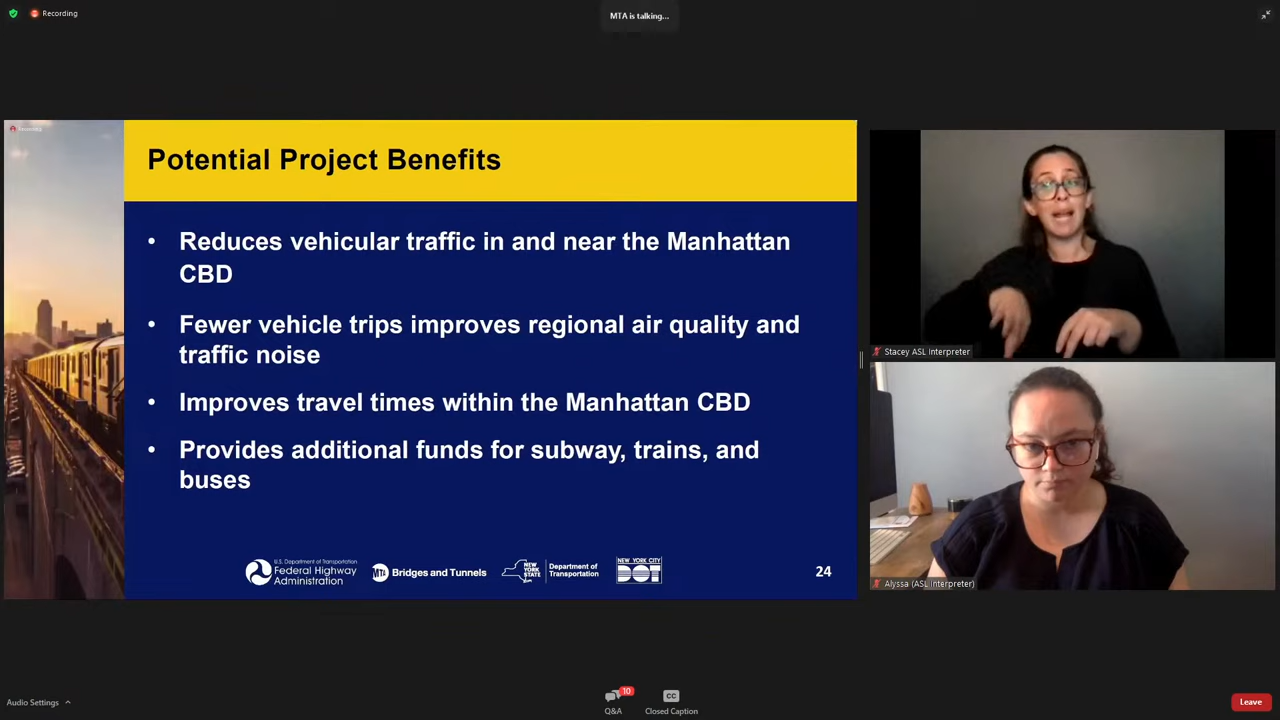 Recording
MTA is talking...
Recording
Potential Project Benefits
• Reduces vehicular traffic in and near the Manhattan
CBD
• Fewer vehicle trips improves regional air quality and
traffic noise
• Improves travel times within the Manhattan CBD
• Provides additional funds for subway, trains, and
buses
U.S. Department of Transportation
Federal Highway
Administration
MTA Bridges and Tunnels
NEW YORK STATE
Department of
Transportation
NEW YORK CITY
DOT
24
Stacey ASL Interpreter
Alyssa (ASL Interpreter)
Audio Settings
10
Q&A
CC
Closed Caption
Leave